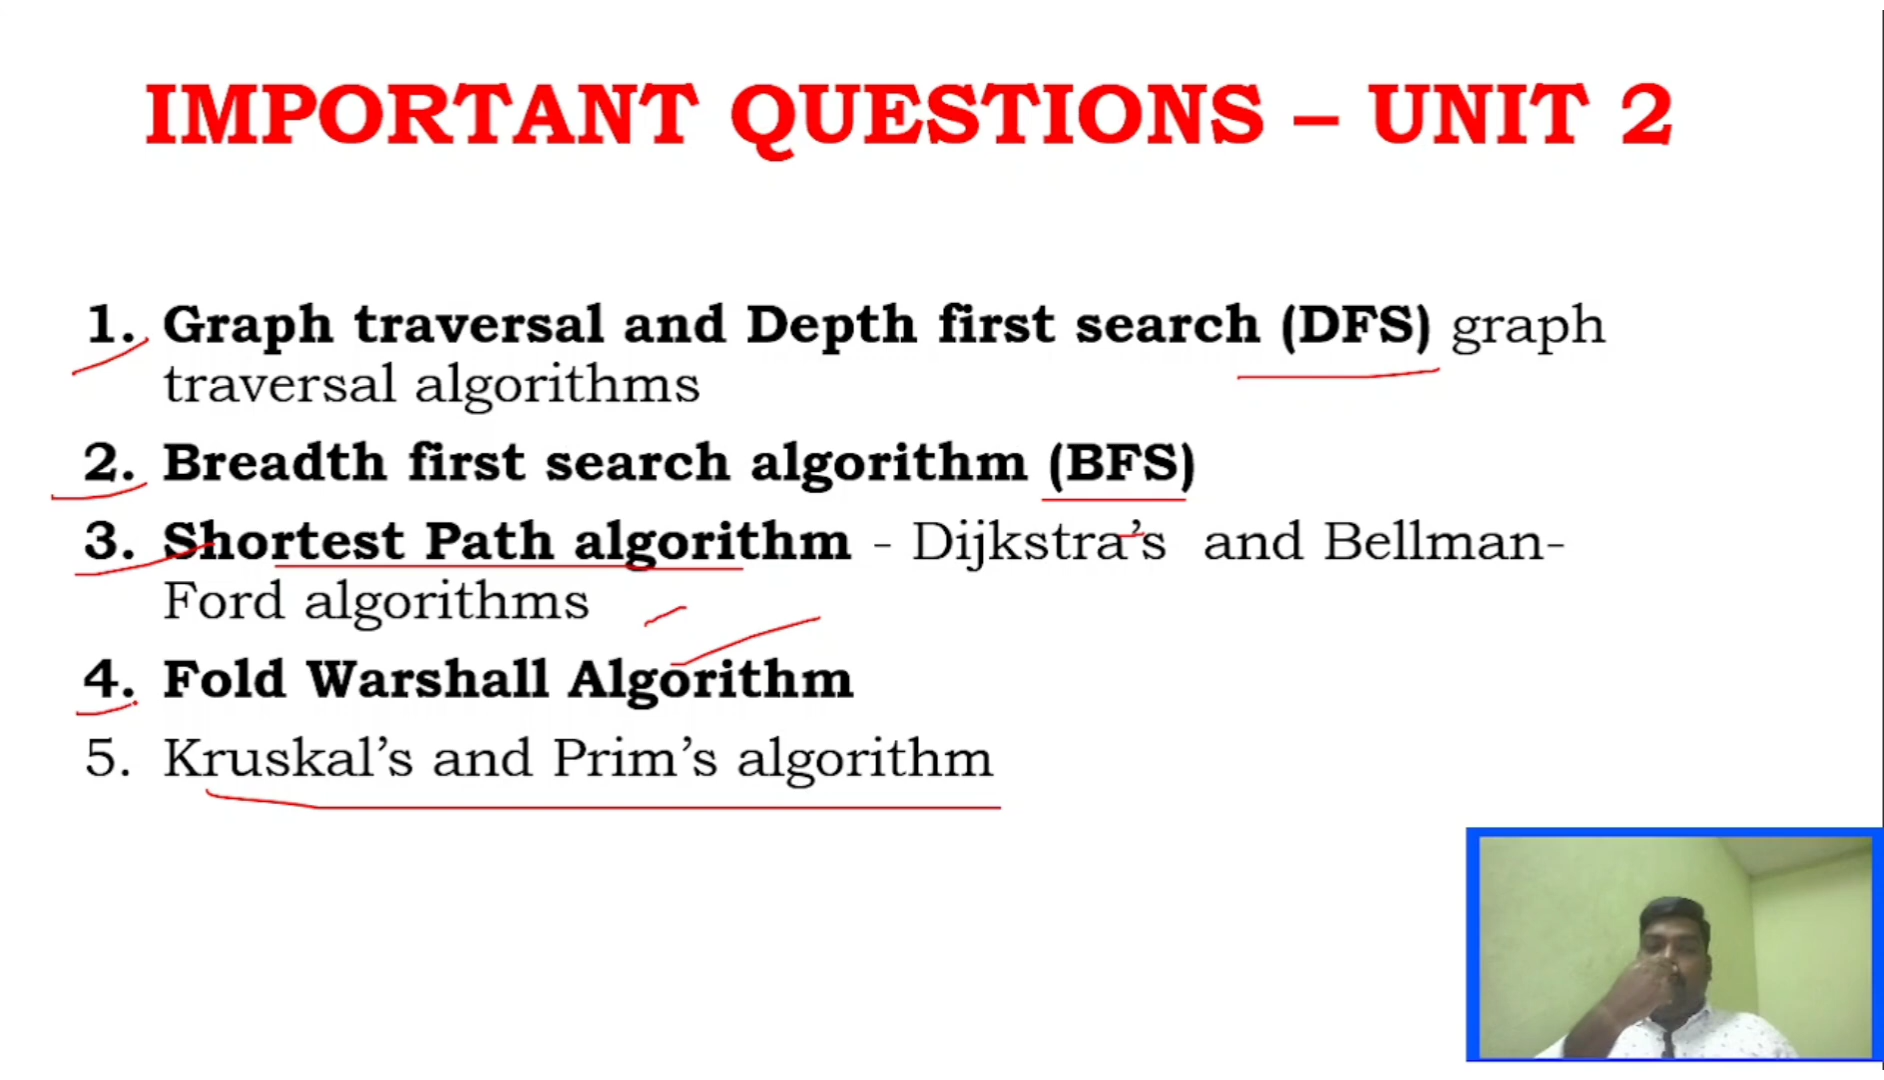 IMPORTANT QUESTIONS – UNIT 2
1. Graph traversal and Depth first search (DFS) graph
traversal algorithms
2. Breadth first search algorithm (BFS)
3. Shortest Path algorithm - Dijkstra’s and Bellman-
Ford algorithms
4. Fold Warshall Algorithm
5. Kruskal’s and Prim’s algorithm